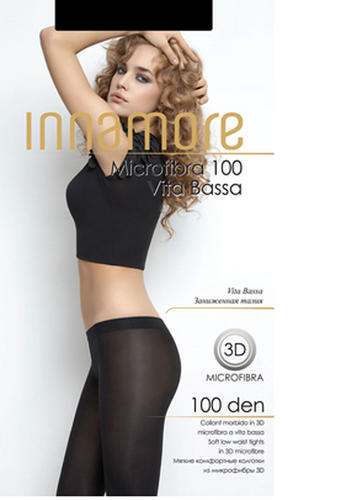 Innamore
Microfibra 100
Vita Bassa
Vita Bassa
Заниженная талия
3D
MICROFIBRA
100 den
Collant morbido in 3D
microfibra a vita bassa
Soft low waist tights
in 3D microfibre
Мягкие комфортные колготки
из микрофибры 3D